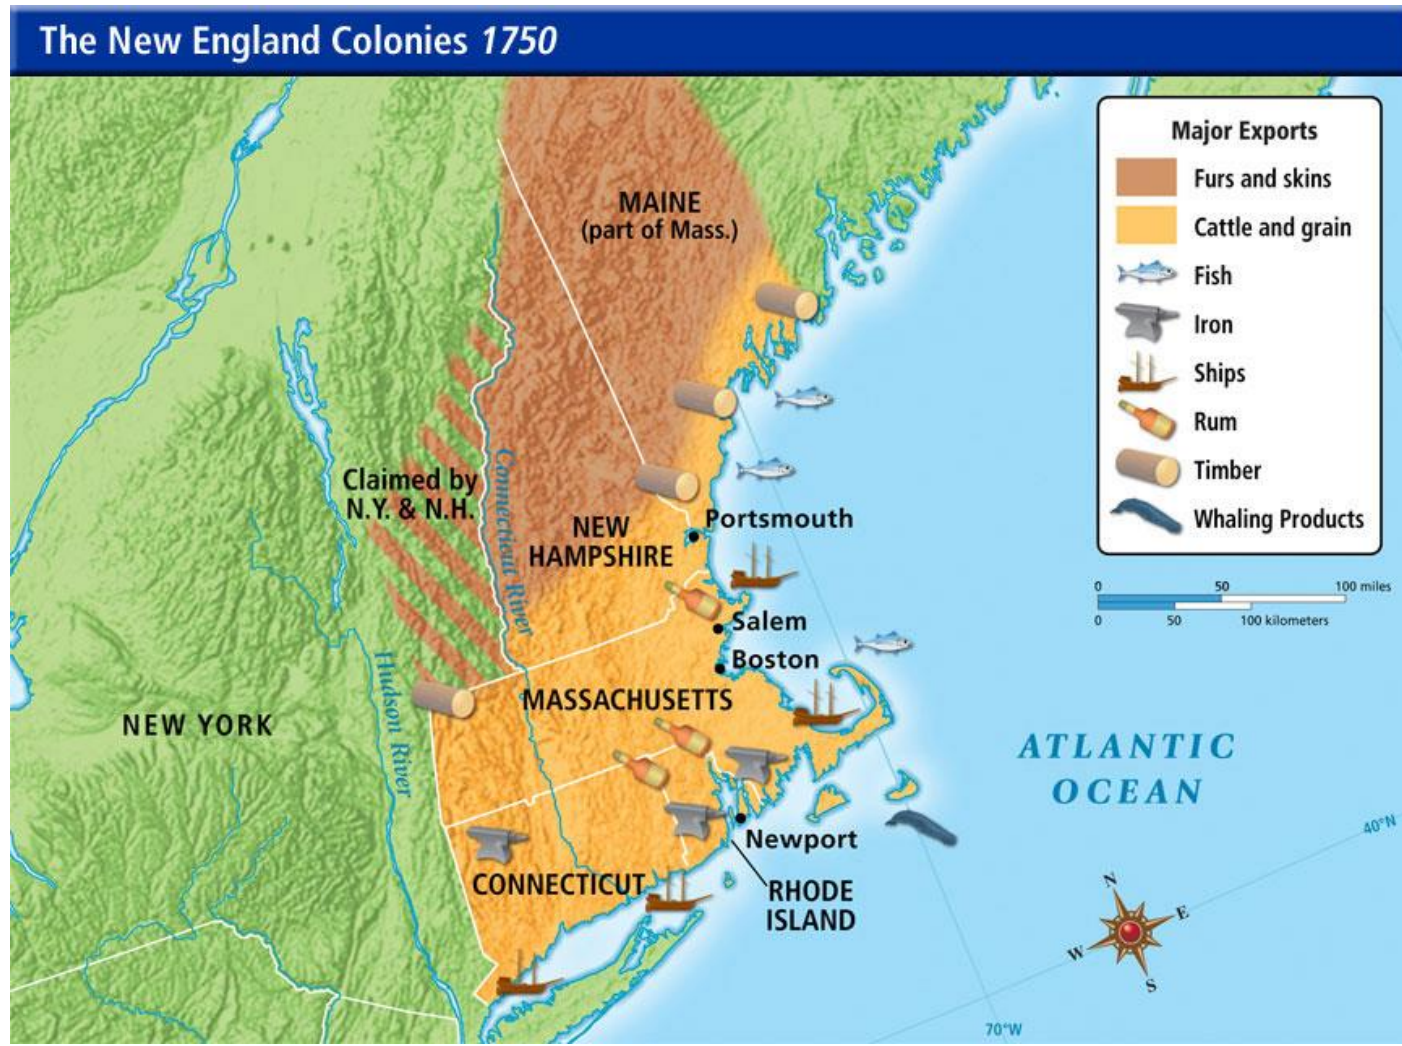 The New England Colonies 1750
Major Exports
Furs and skins
Cattle and grain
Fish
Iron
Ships
Rum
Timber
Whaling Products
0 50 100 miles
0 50 100 kilometers
MAINE
(part of Mass.)
Claimed by
N.Y. & N.H.
Connecticut River
NEW
HAMPSHIRE
Portsmouth
Salem
Boston
MASSACHUSETTS
Hudson River
NEW YORK
ATLANTIC
OCEAN
Newport
CONNECTICUT
RHODE
ISLAND
40°N
N
E
W
S
70°W